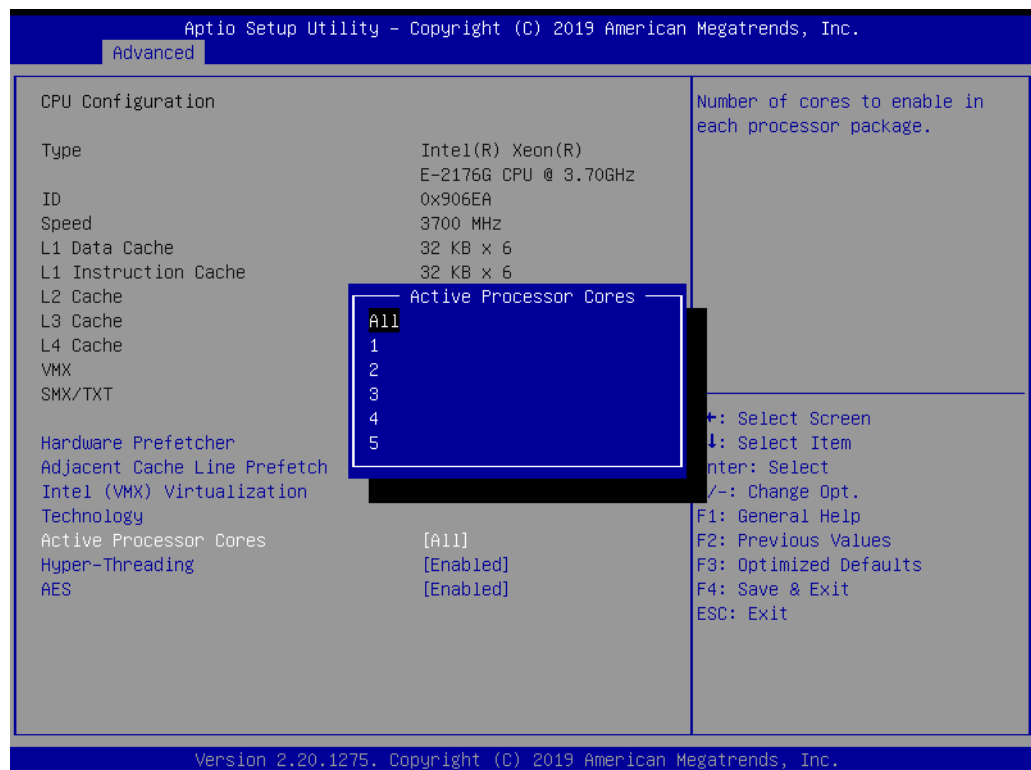 Aptio Setup Utility – Copyright (C) 2019 American Megatrends, Inc.
Advanced
CPU Configuration
Type Intel(R) Xeon(R)
E-2176G CPU @ 3.70GHz
ID 0x906EA
Speed 3700 MHz
L1 Data Cache 32 KB x 6
L1 Instruction Cache 32 KB x 6
L2 Cache
L3 Cache
L4 Cache
VMX
SMX/TXT
Hardware Prefetcher
Adjacent Cache Line Prefetch
Intel (VMX) Virtualization
Technology
Active Processor Cores [All]
Hyper-Threading [Enabled]
AES [Enabled]
Active Processor Cores
All
1
2
3
4
5
Number of cores to enable in
each processor package.
: Select Screen
: Select Item
nter: Select
/-: Change Opt.
F1: General Help
F2: Previous Values
F3: Optimized Defaults
F4: Save & Exit
ESC: Exit
Version 2.20.1275. Copyright (C) 2019 American Megatrends, Inc.